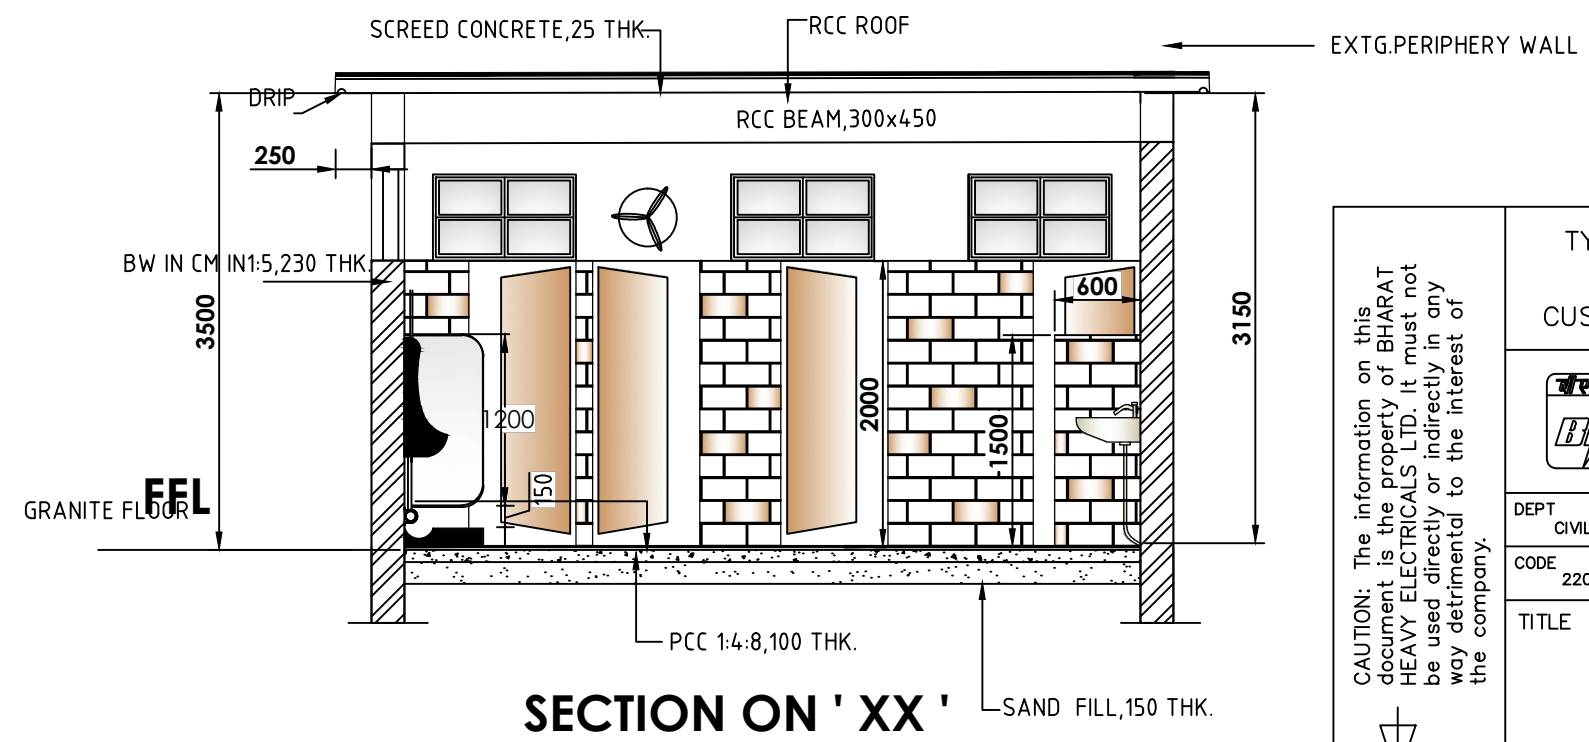 SCREED CONCRETE,25 THK.
RCC ROOF
EXTG.PERIPHERY WALL
DRIP
RCC BEAM,300x450
250
BW IN CM IN1:5,230 THK.
3500
600
3150
1200
2000
1500
150
FFL
GRANITE FLOOR
PCC 1:4:8,100 THK.
SAND FILL,150 THK.
SECTION ON ' XX '
CAUTION: The information on this
document is the property of BHARAT
HEAVY ELECTRICALS LTD. It must not
be used directly or indirectly in any
way detrimental to the interest of
the company.
DEPT
CODE
TITLE